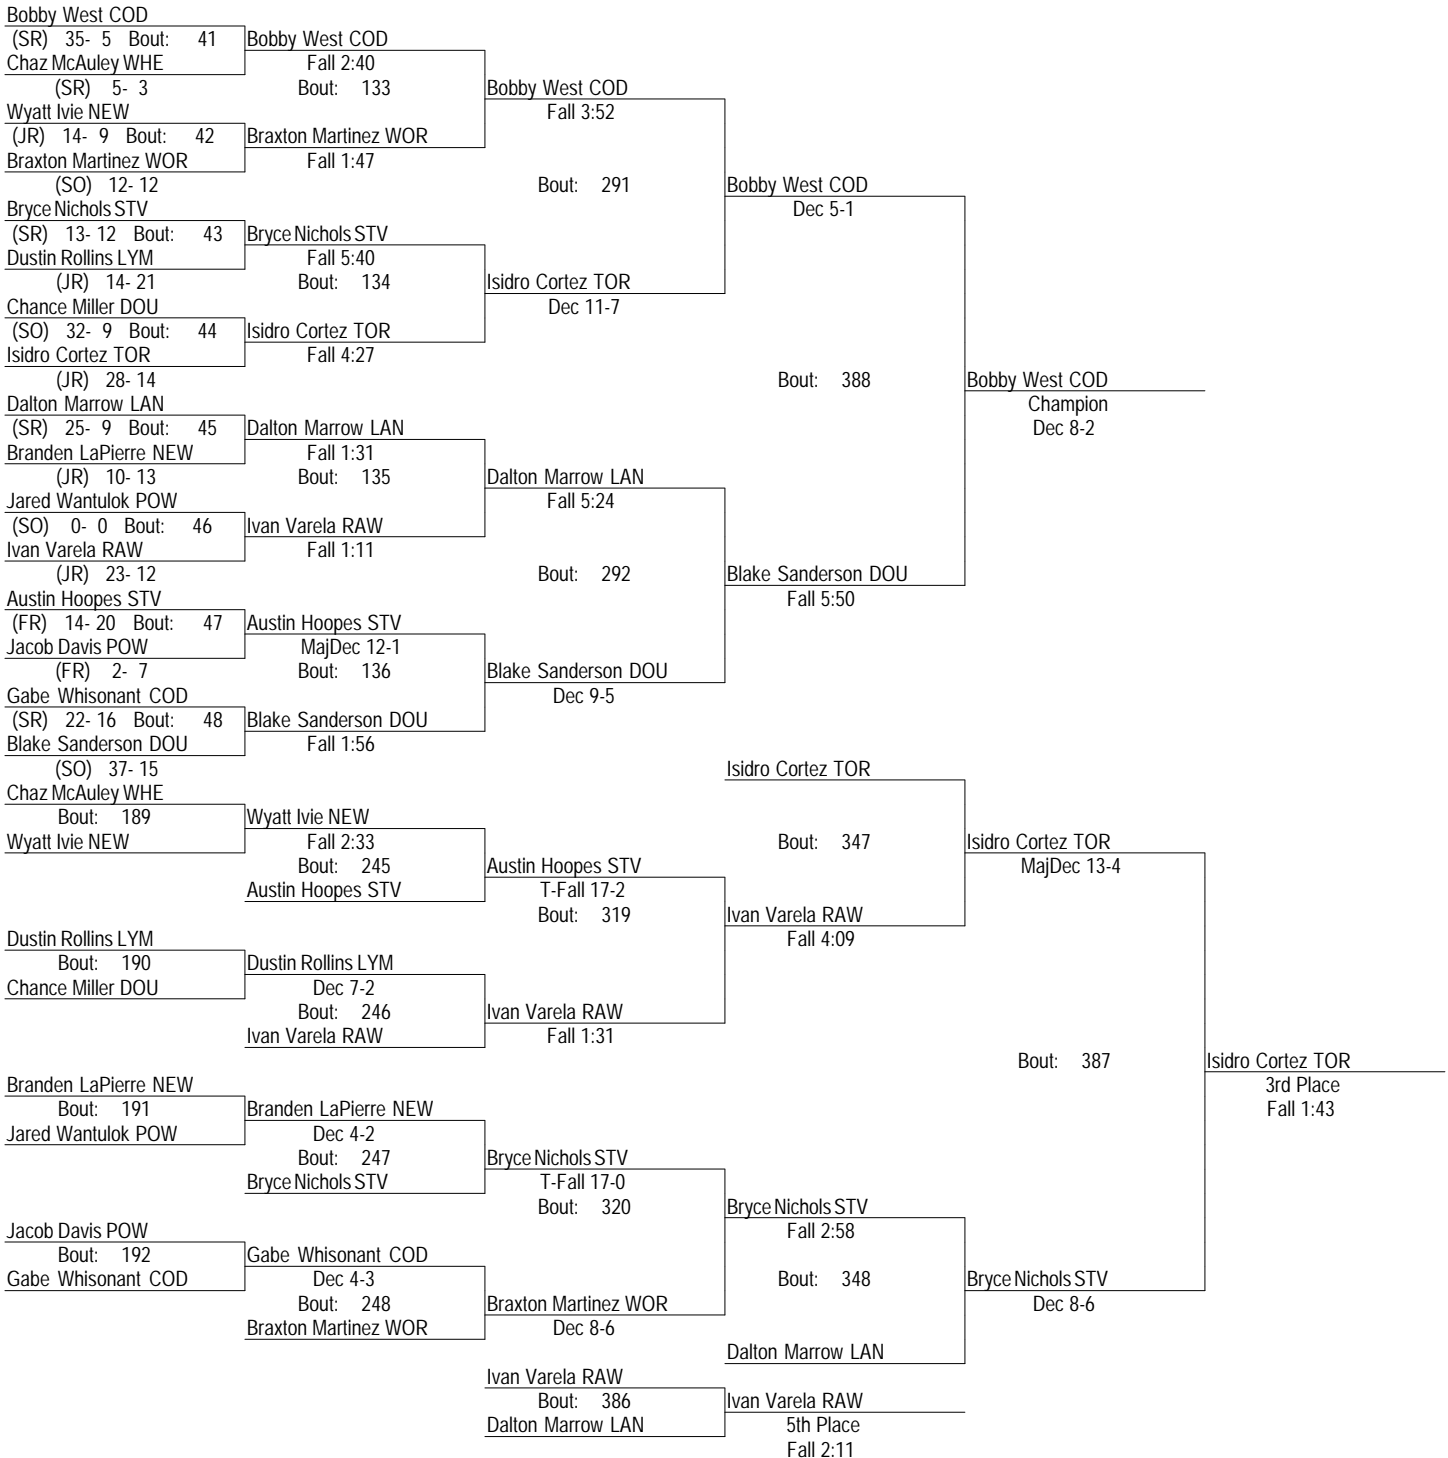 Bobby West COD
(SR) 35- 5 Bout: 41 Bobby West COD
Chaz McAuley WHE Fall 2:40
(SR) 5- 3 Bout: 133 Bobby West COD
Wyatt Ivie NEW Fall 3:52
(JR) 14- 9 Bout: 42 Braxton Martinez WOR
Braxton Martinez WOR Fall 1:47
(SO) 12- 12 Bout: 291 Bobby West COD
Bryce Nichols STV Dec 5-1
(SR) 13- 12 Bout: 43 Bryce Nichols STV
Dustin Rollins LYM Fall 5:40
(JR) 14- 21 Bout: 134 Isidro Cortez TOR
Chance Miller DOU Dec 11-7
(SO) 32- 9 Bout: 44 Isidro Cortez TOR
Isidro Cortez TOR Fall 4:27
(JR) 28- 14 Bout: 388 Bobby West COD
Dalton Marrow LAN Champion
(SR) 25- 9 Bout: 45 Dalton Marrow LAN Dec 8-2
Branden LaPierre NEW Fall 1:31
(JR) 10- 13 Bout: 135 Dalton Marrow LAN
Jared Wantulok POW Fall 5:24
(SO) 0- 0 Bout: 46 Ivan Varela RAW
Ivan Varela RAW Fall 1:11
(JR) 23- 12 Bout: 292 Blake Sanderson DOU
Austin Hoopes STV Fall 5:50
(FR) 14- 20 Bout: 47 Austin Hoopes STV
Jacob Davis POW MajDec 12-1
(FR) 2- 7 Bout: 136 Blake Sanderson DOU
Gabe Whisonant COD Dec 9-5
(SR) 22- 16 Bout: 48 Blake Sanderson DOU
Blake Sanderson DOU Fall 1:56
(SO) 37- 15 Isidro Cortez TOR
Chaz McAuley WHE
Bout: 189 Wyatt Ivie NEW
Wyatt Ivie NEW Fall 2:33 Bout: 347 Isidro Cortez TOR
Bout: 245 Austin Hoopes STV MajDec 13-4
Austin Hoopes STV T-Fall 17-2
Bout: 319 Ivan Varela RAW
Dustin Rollins LYM Fall 4:09
Bout: 190 Dustin Rollins LYM
Chance Miller DOU Dec 7-2
Bout: 246 Ivan Varela RAW
Ivan Varela RAW Fall 1:31
Bout: 387 Isidro Cortez TOR
Branden LaPierre NEW 3rd Place
Bout: 191 Branden LaPierre NEW Fall 1:43
Jared Wantulok POW Dec 4-2
Bout: 247 Bryce Nichols STV
Bryce Nichols STV T-Fall 17-0
Bout: 320 Bryce Nichols STV
Jacob Davis POW Fall 2:58
Bout: 192 Gabe Whisonant COD
Gabe Whisonant COD Dec 4-3 Bout: 348 Bryce Nichols STV
Bout: 248 Braxton Martinez WOR Dec 8-6
Braxton Martinez WOR Dec 8-6
Dalton Marrow LAN
Ivan Varela RAW
Bout: 386 Ivan Varela RAW
Dalton Marrow LAN 5th Place
Fall 2:11